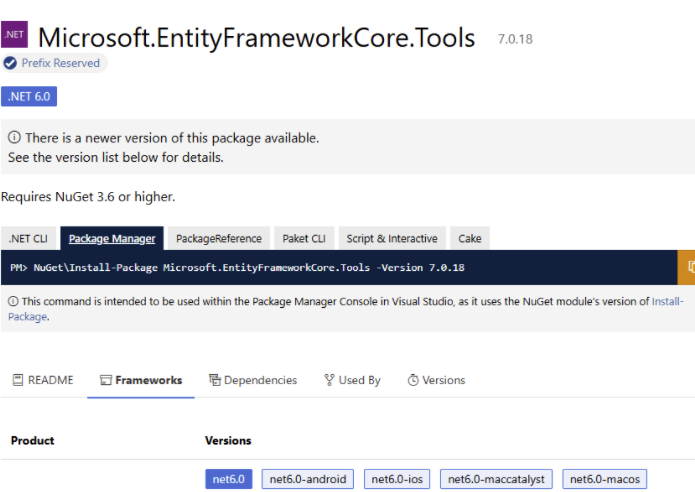 .NET
Microsoft.EntityFrameworkCore.Tools 7.0.18
Prefix Reserved
.NET 6.0
There is a newer version of this package available.
See the version list below for details.
Requires NuGet 3.6 or higher.
.NET CLI Package Manager PackageReference Paket CLI Script & Interactive Cake
PM> NuGet\Install-Package Microsoft.EntityFrameworkCore.Tools -Version 7.0.18
This command is intended to be used within the Package Manager Console in Visual Studio, as it uses the NuGet module's version of Install-
Package.
README Frameworks Dependencies Used By Versions
Product Versions
net6.0 net6.0-android net6.0-ios net6.0-maccatalyst net6.0-macos